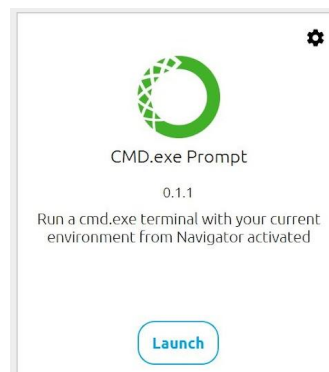 CMD.exe Prompt
0.1.1
Run a cmd.exe terminal with your current
environment from Navigator activated
Launch